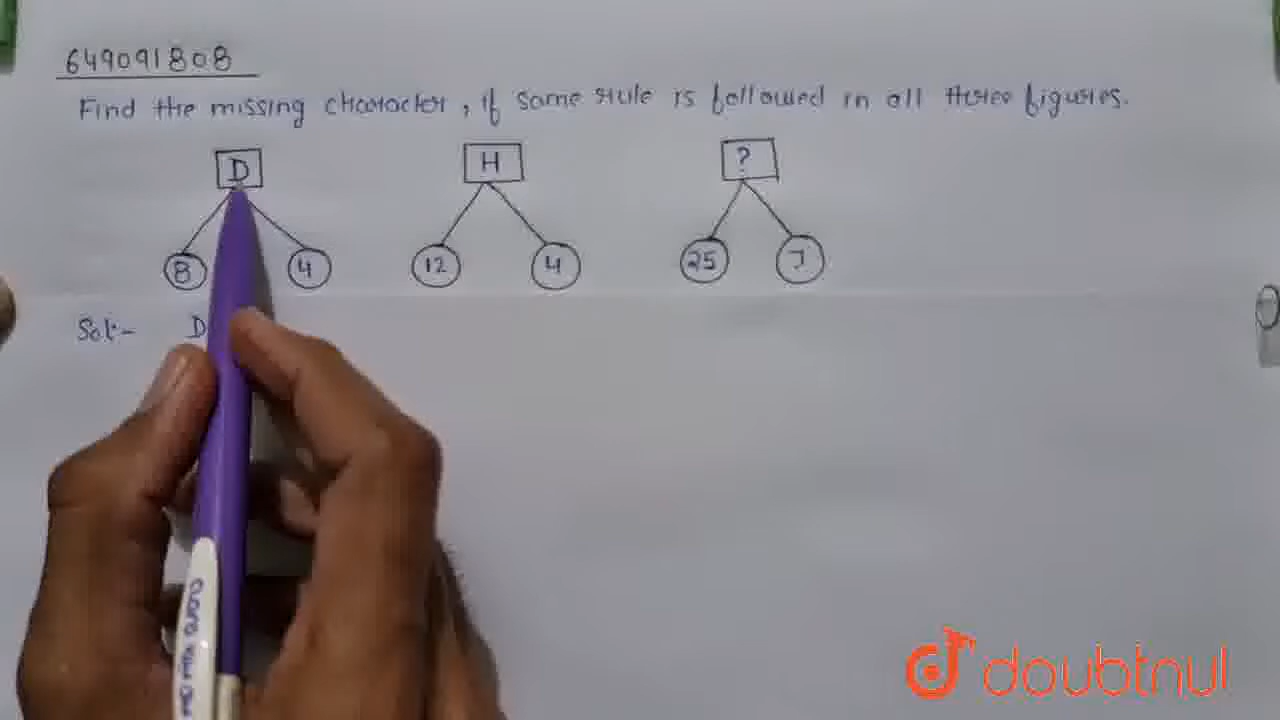 649091808
Find the missing character, if same rule is followed in all three figures.
D H ?
8 4 12 4 25 7
Sol:- D
doubtnut